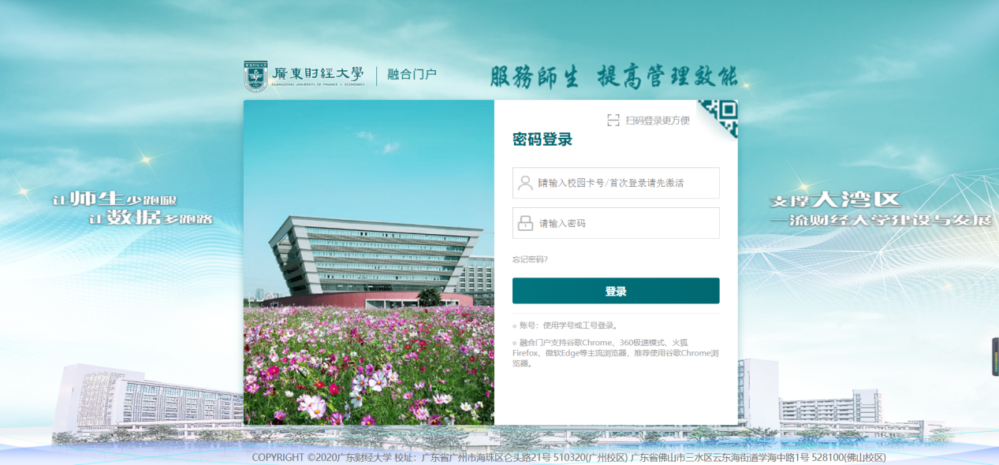 廣東財經大學
GUANGDONG UNIVERSITY OF FINANCE & ECONOMICS
融合门户
服務師生 提高管理效能
扫码登录更方便
密码登录
请输入校园卡号/首次登录请先激活
请输入密码
忘记密码?
登录
账号：使用学号或工号登录。
融合门户支持谷歌Chrome、360极速模式、火狐
Firefox、微软Edge等主流浏览器，推荐使用谷歌Chrome浏
览器。
让师生少跑腿
让数据多跑路
支撑大湾区
一流财经大学建设与发展
COPYRIGHT ©2020广东财经大学 校址：广东省广州市海珠区仑头路21号 510320(广州校区) 广东省佛山市三水区云东海街道学海中路1号 528100(佛山校区)